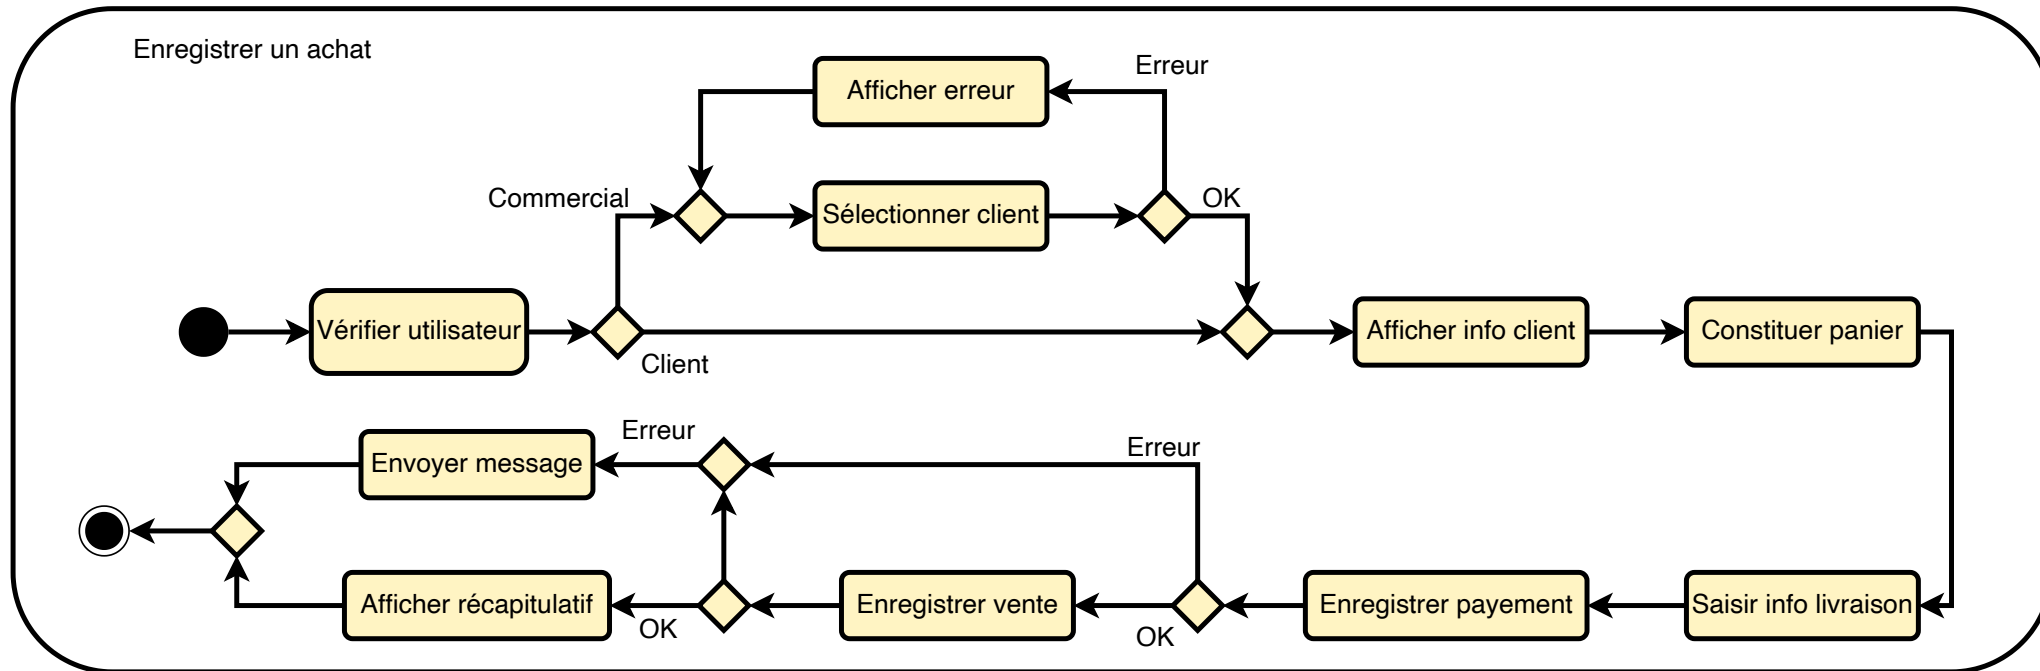 Enregistrer un achat
Erreur
Afficher erreur
Commercial
Sélectionner client
OK
Vérifier utilisateur
Client
Afficher info client
Constituer panier
Envoyer message
Erreur
Erreur
Afficher récapitulatif
OK
Enregistrer vente
OK
Enregistrer payement
Saisir info livraison